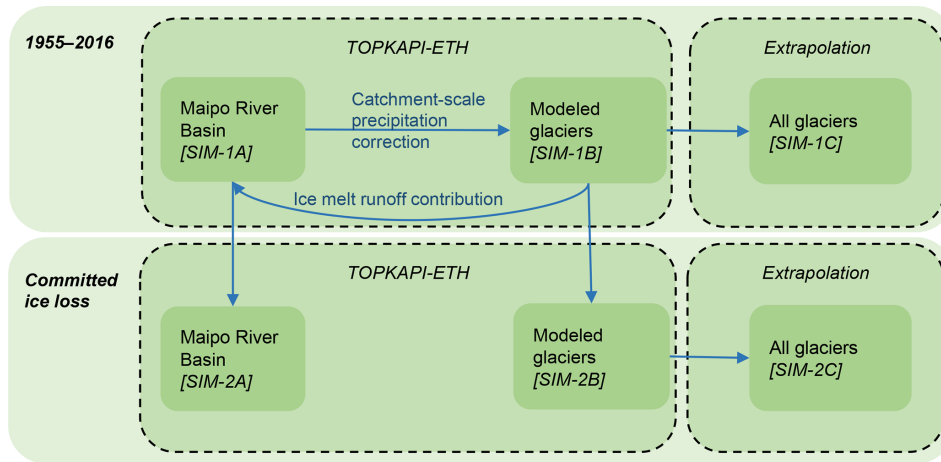 1955–2016
TOPKAPI-ETH
Extrapolation
Maipo River
Basin
[SIM-1A]
Catchment-scale
precipitation
correction
Modeled
glaciers
[SIM-1B]
All glaciers
[SIM-1C]
Ice melt runoff contribution
Committed
ice loss
TOPKAPI-ETH
Extrapolation
Maipo River
Basin
[SIM-2A]
Modeled
glaciers
[SIM-2B]
All glaciers
[SIM-2C]